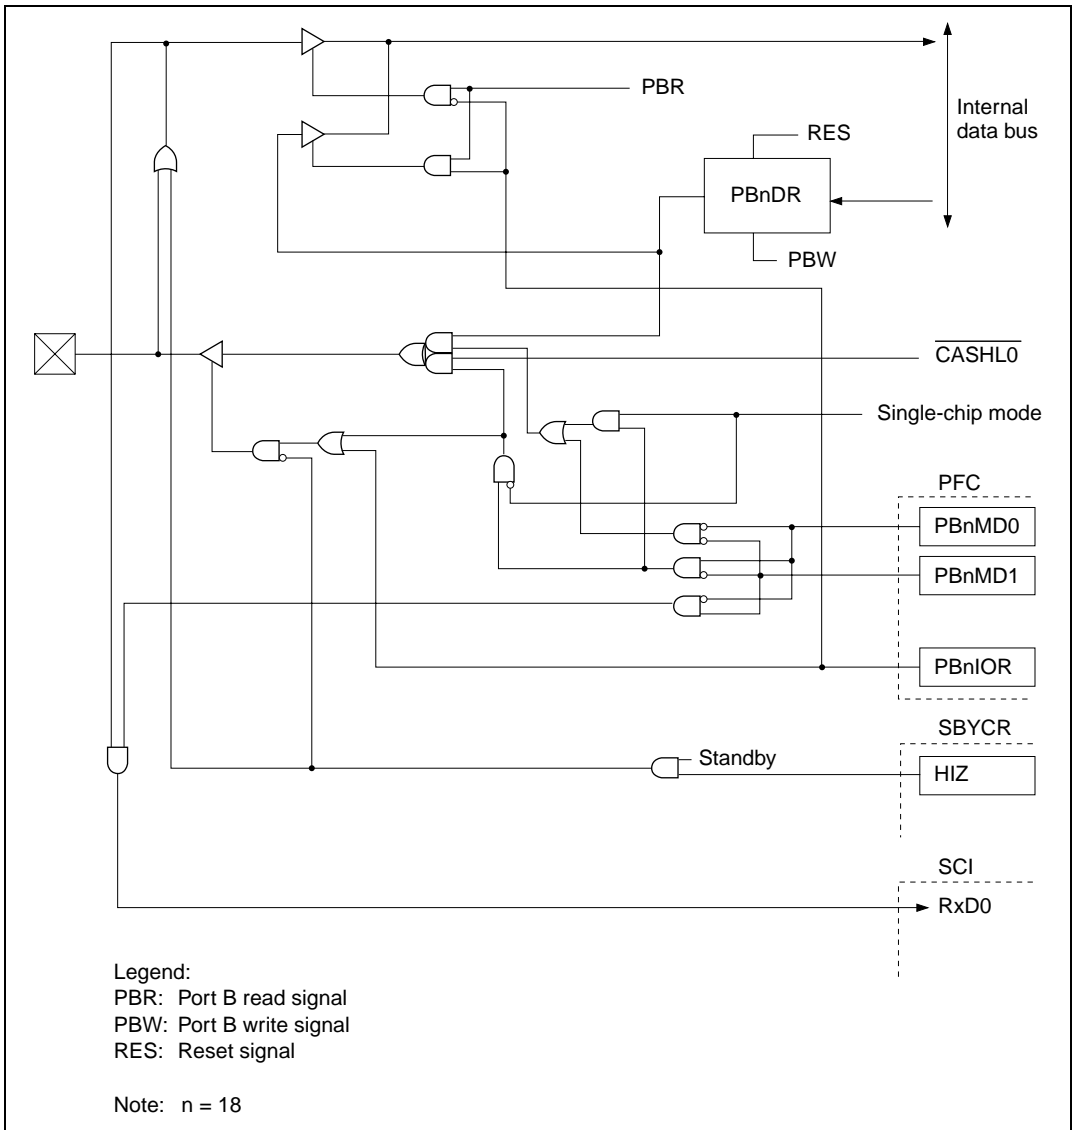 PBR
Internal
data bus
RES
PBnDR
PBW
CASHL0
Single-chip mode
PFC
PBnMD0
PBnMD1
PBnIOR
SBYCR
Standby
HIZ
SCI
RxD0
Legend:
PBR: Port B read signal
PBW: Port B write signal
RES: Reset signal
Note: n = 18